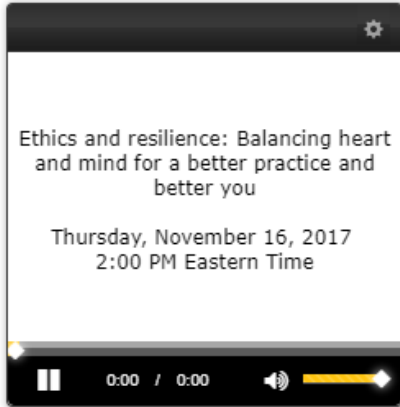 Ethics and resilience: Balancing heart
and mind for a better practice and
better you
Thursday, November 16, 2017
2:00 PM Eastern Time
0:00 / 0:00